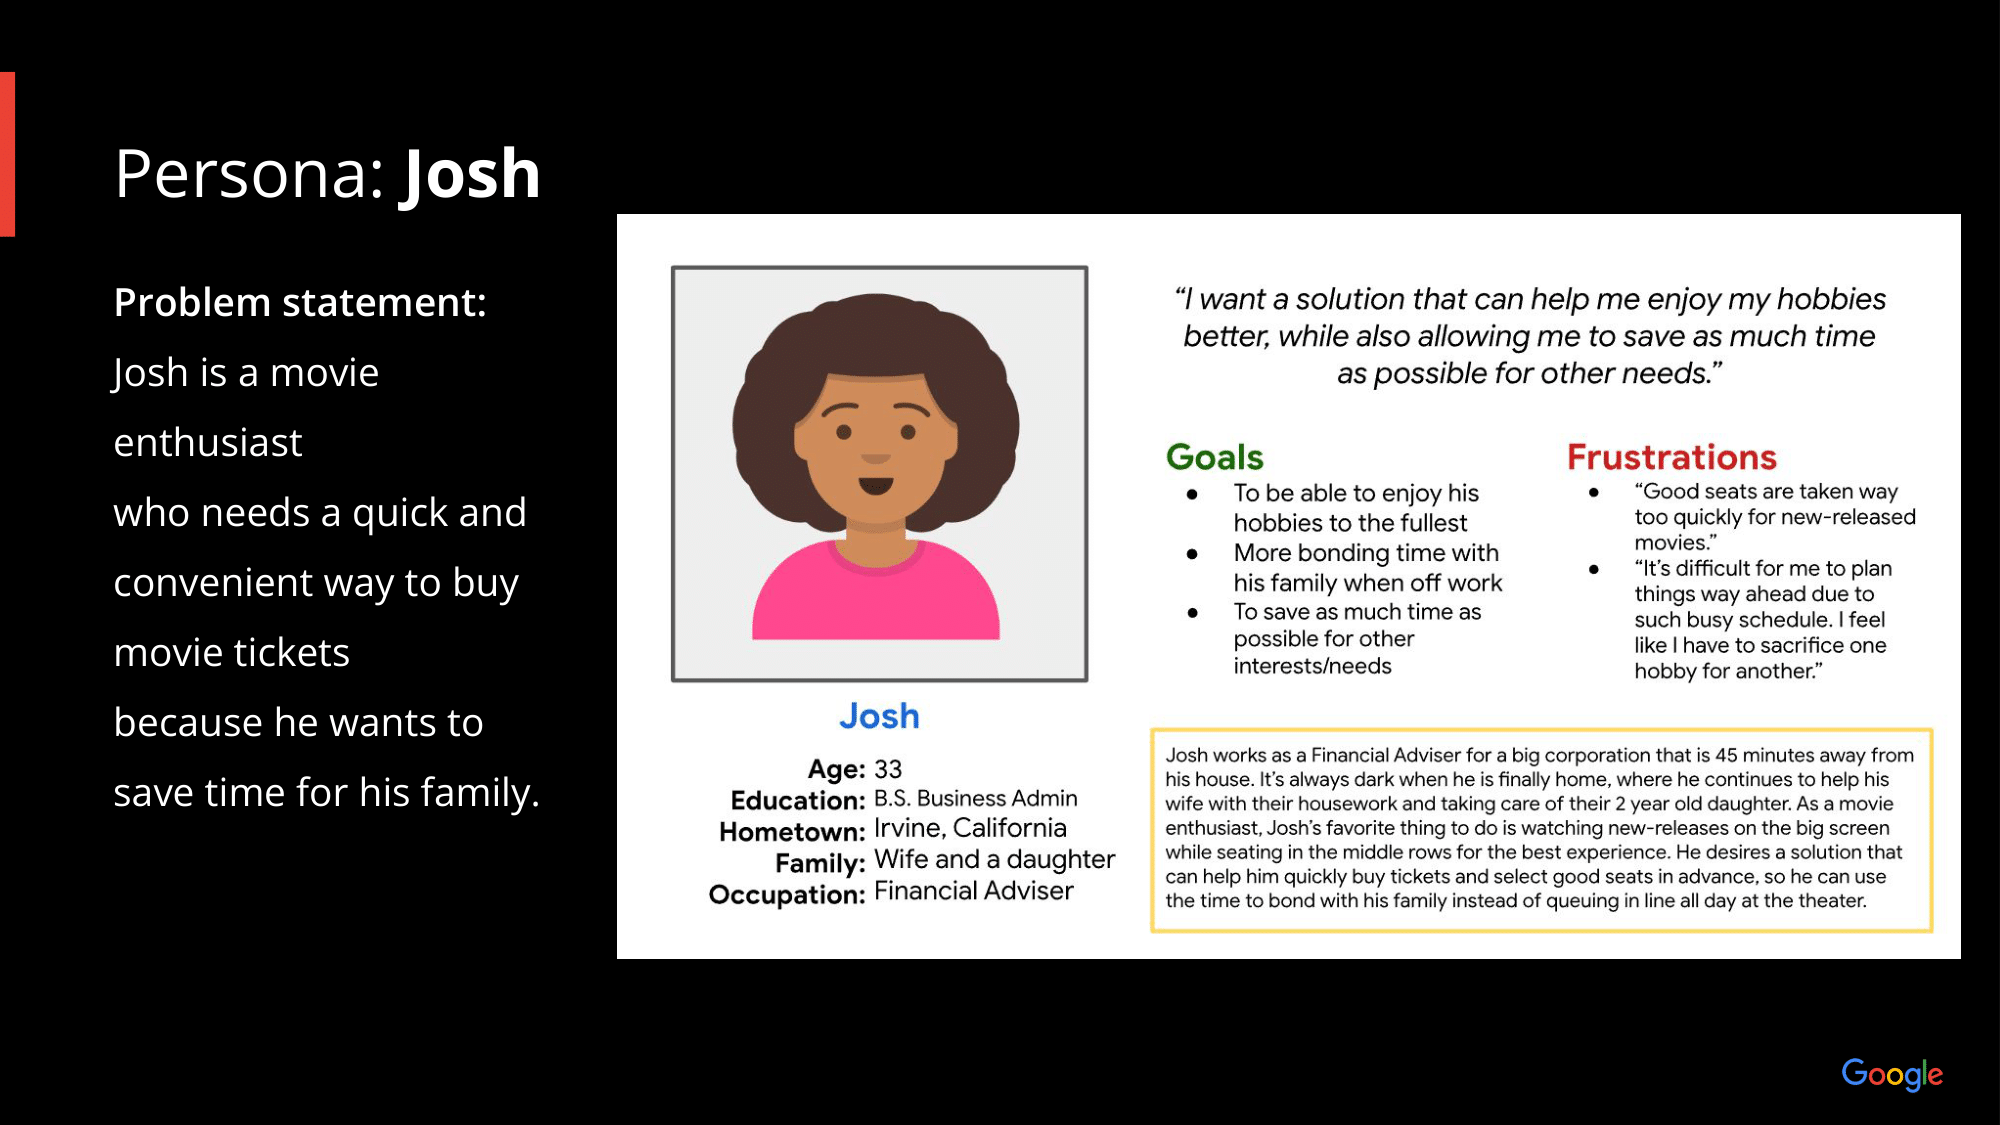 Persona: Josh
Problem statement:
Josh is a movie
enthusiast
who needs a quick and
convenient way to buy
movie tickets
because he wants to
save time for his family.
“I want a solution that can help me enjoy my hobbies
better, while also allowing me to save as much time
as possible for other needs.”
Goals
● To be able to enjoy his
hobbies to the fullest
● More bonding time with
his family when off work
● To save as much time as
possible for other
interests/needs
Frustrations
● “Good seats are taken way
too quickly for new-released
movies.”
● “It’s difficult for me to plan
things way ahead due to
such busy schedule. I feel
like I have to sacrifice one
hobby for another.”
Josh
Age: 33
Education: B.S. Business Admin
Hometown: Irvine, California
Family: Wife and a daughter
Occupation: Financial Adviser
Josh works as a Financial Adviser for a big corporation that is 45 minutes away from
his house. It’s always dark when he is finally home, where he continues to help his
wife with their housework and taking care of their 2 year old daughter. As a movie
enthusiast, Josh’s favorite thing to do is watching new-releases on the big screen
while seating in the middle rows for the best experience. He desires a solution that
can help him quickly buy tickets and select good seats in advance, so he can use
the time to bond with his family instead of queuing in line all day at the theater.
Google